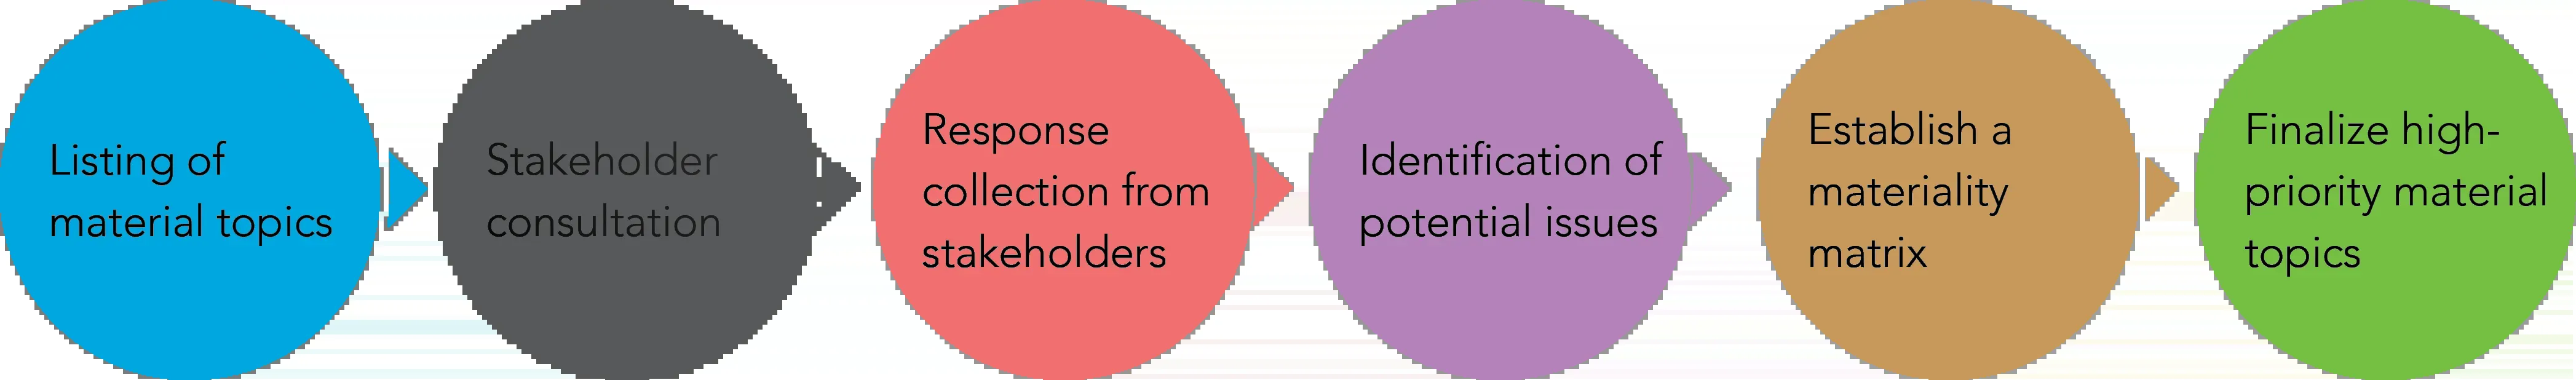 Listing of
material topics
Stakeholder
consultation
Response
collection from
stakeholders
Identification of
potential issues
Establish a
materiality
matrix
Finalize high-
priority material
topics